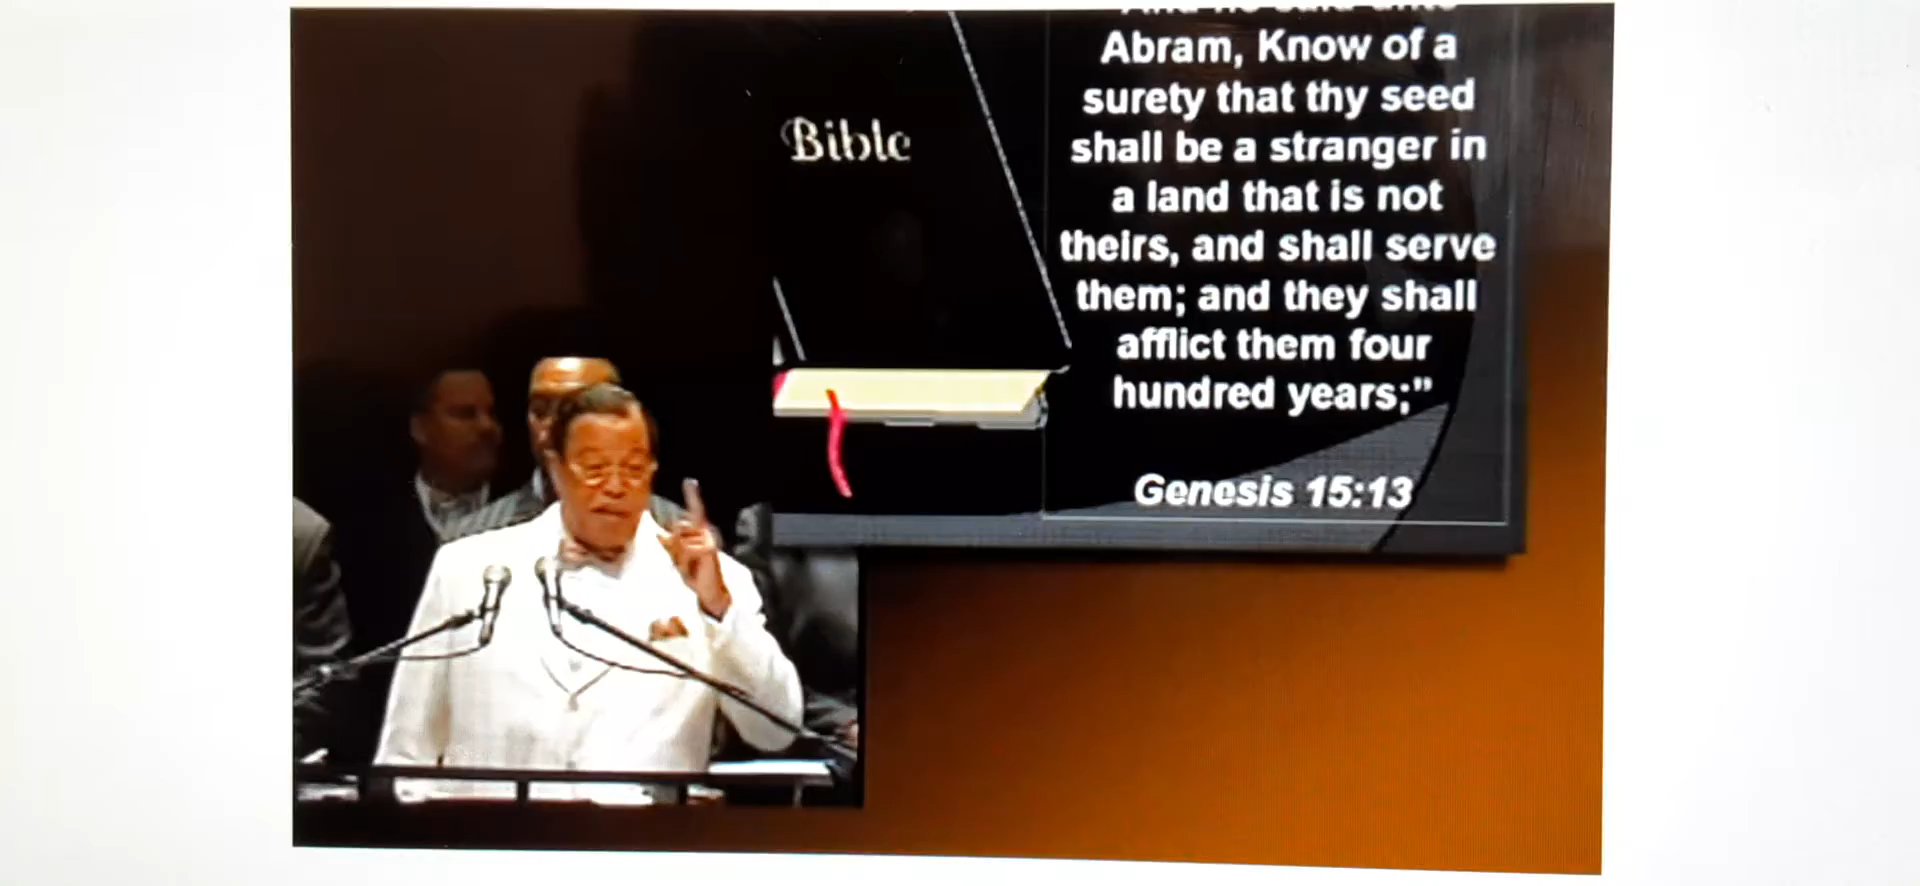 Bible
Abram, Know of a
surety that thy seed
shall be a stranger in
a land that is not
theirs, and shall serve
them; and they shall
afflict them four
hundred years;”
Genesis 15:13